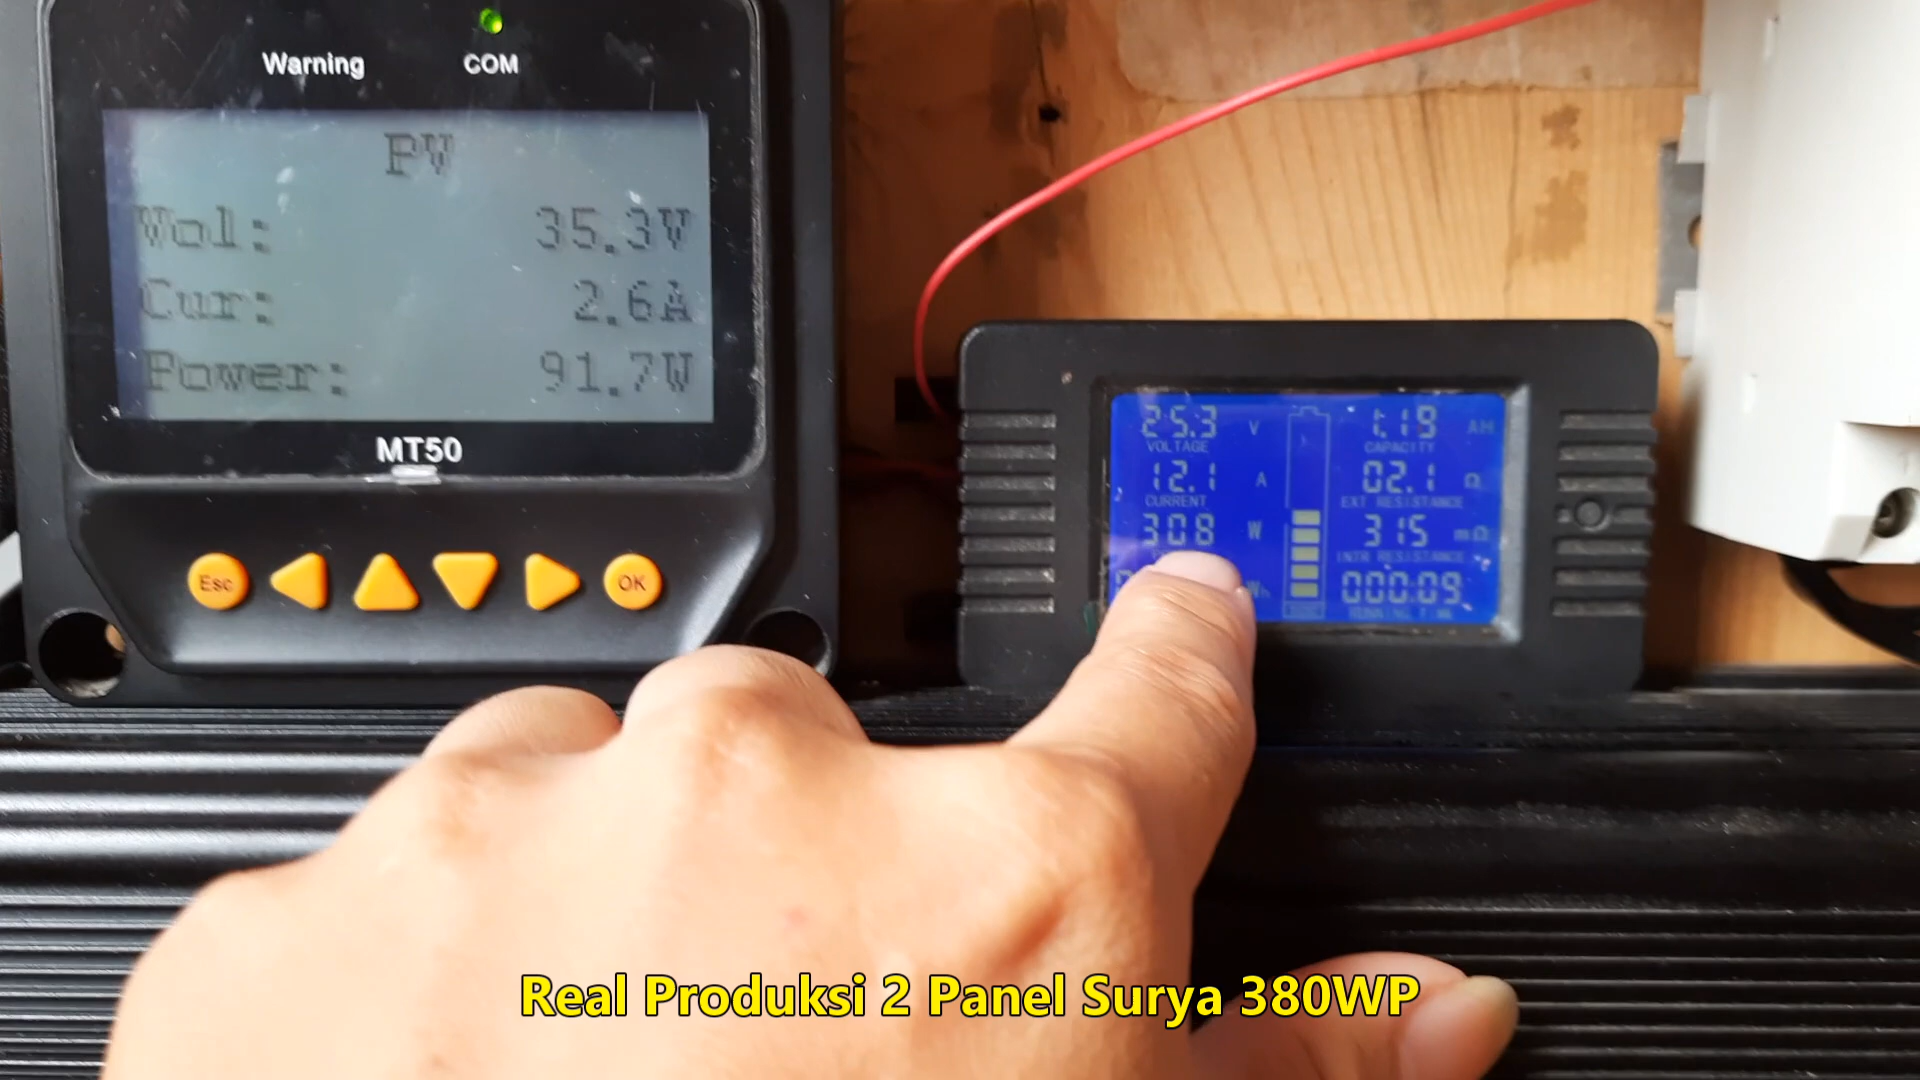 Warning COM
PV
Vol: 35.3V
Cur: 2.6A
Power: 91.7W
MT50
Esc OK
25.3 V
VOLTAGE
12.1 A
CURRENT
308 W
1.19 AH
CAPACITY
02.1 Ω
EXT RESISTANCE
315 mΩ
INTR RESISTANCE
000:09
RUNNING TIME
Real Produksi 2 Panel Surya 380WP